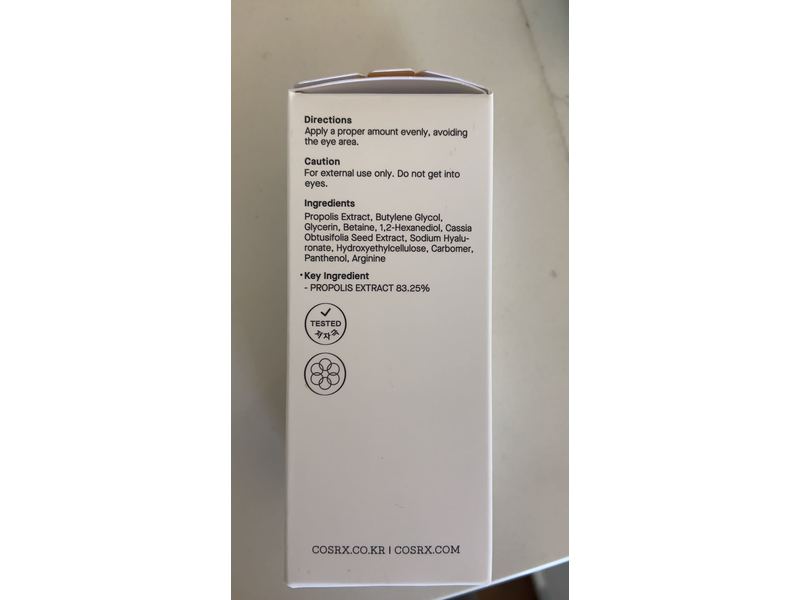 Directions
Apply a proper amount evenly, avoiding
the eye area.
Caution
For external use only. Do not get into
eyes.
Ingredients
Propolis Extract, Butylene Glycol,
Glycerin, Betaine, 1,2-Hexanediol, Cassia
Obtusifolia Seed Extract, Sodium Hyalu-
ronate, Hydroxyethylcellulose, Carbomer,
Panthenol, Arginine
• Key Ingredient
- PROPOLIS EXTRACT 83.25%
TESTED
COSRX.CO.KR | COSRX.COM